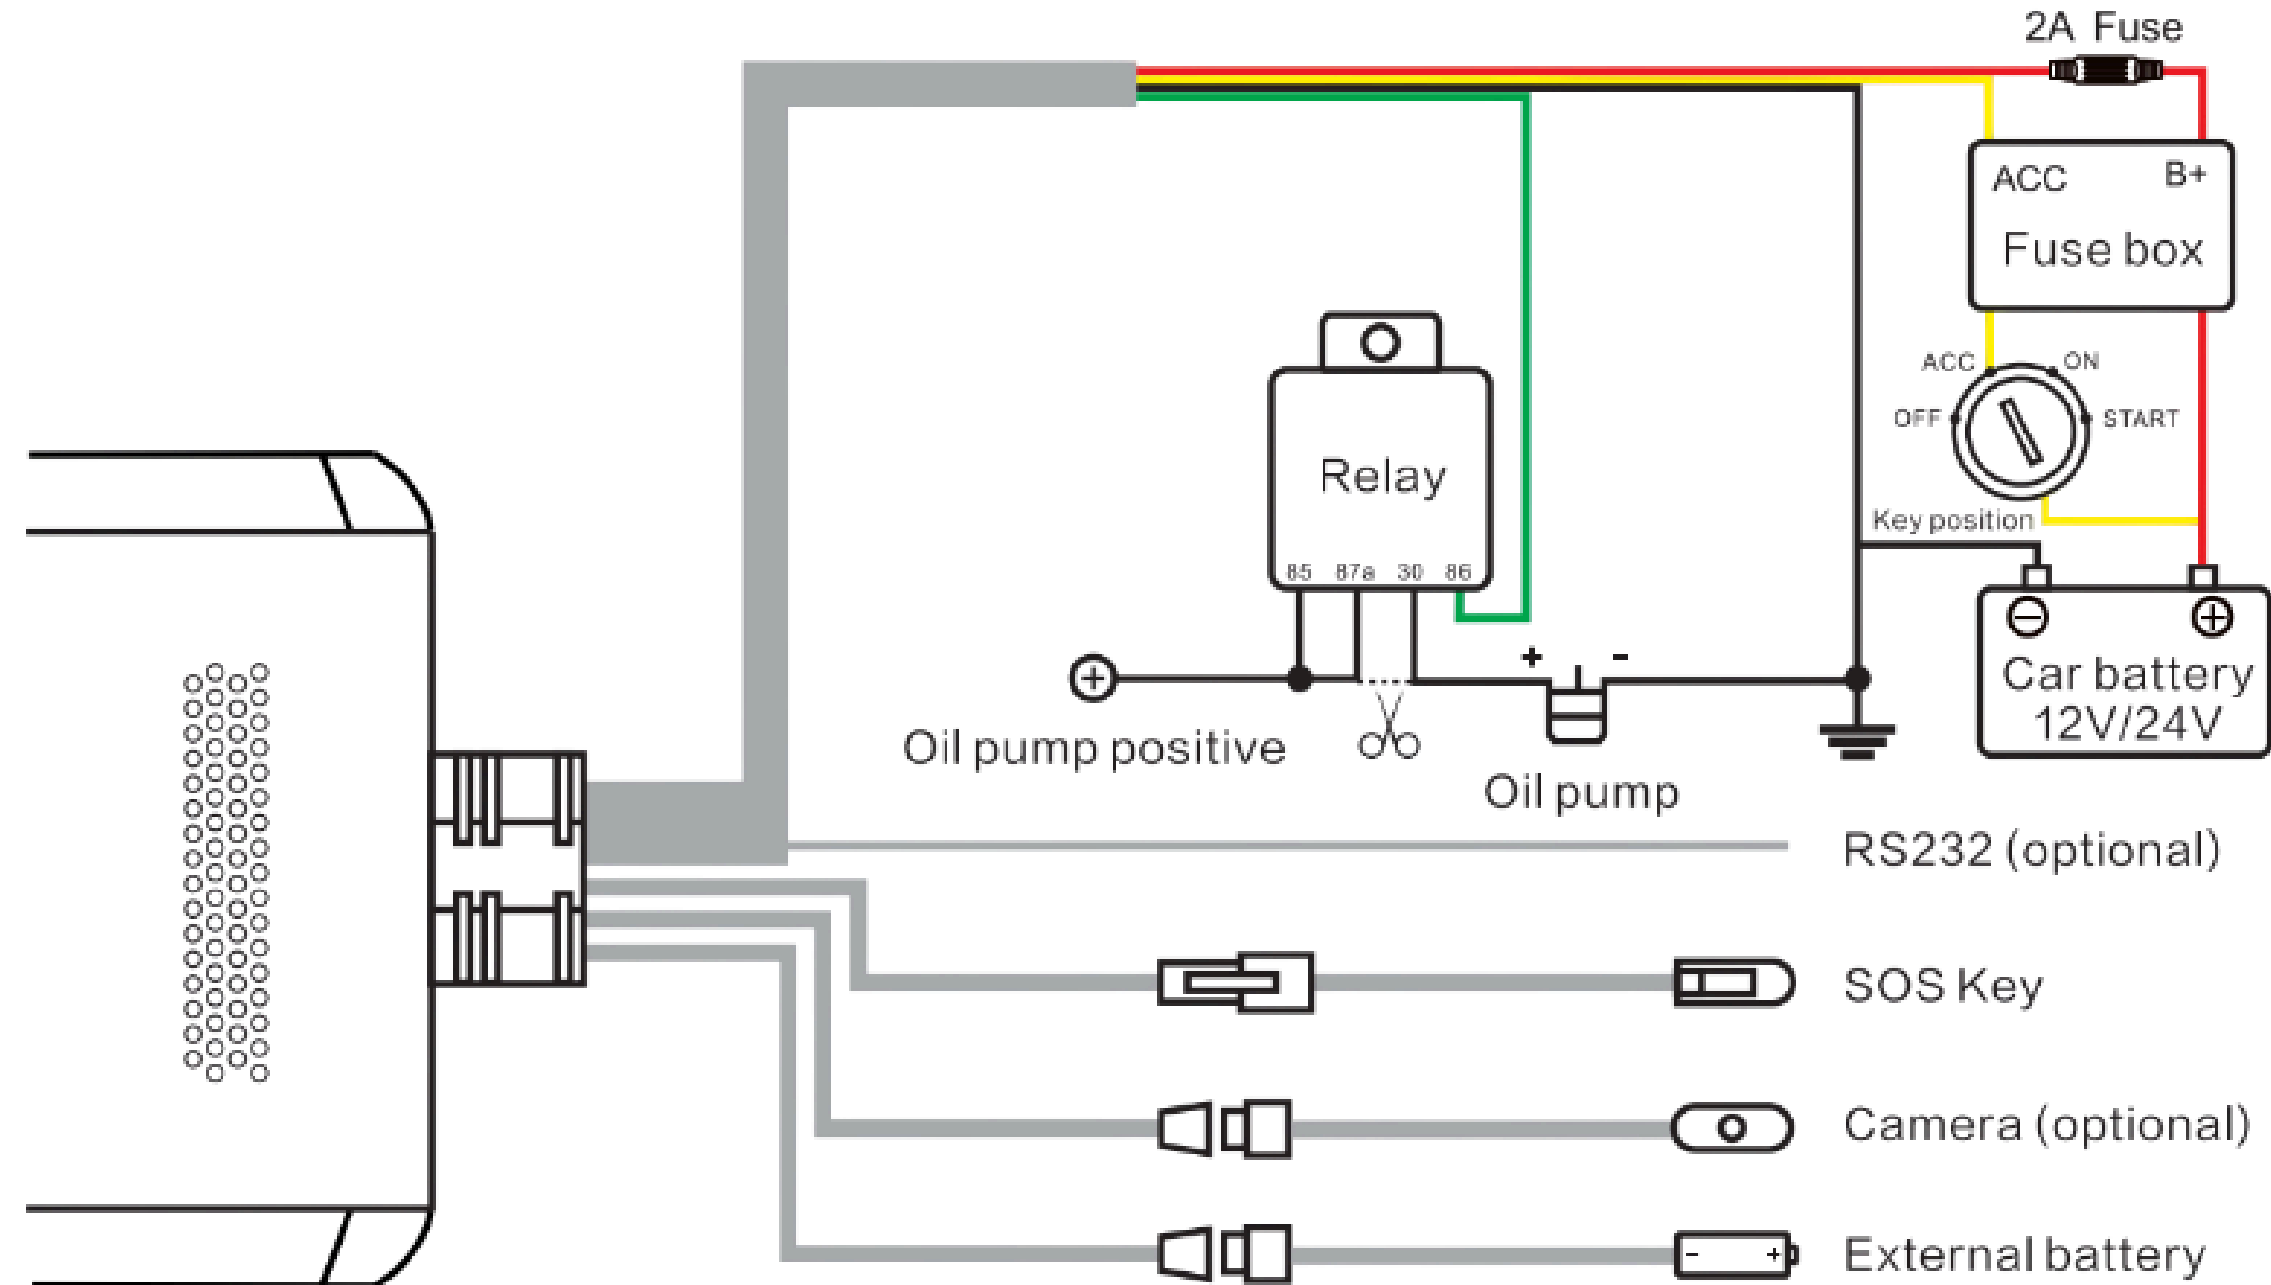 2A Fuse
ACC B+
Fuse box
ACC ON
OFF START
Key position
Relay
85 87a 30 86
+ -
Car battery
12V/24V
Oil pump positive
Oil pump
RS232 (optional)
SOS Key
Camera (optional)
- +
External battery